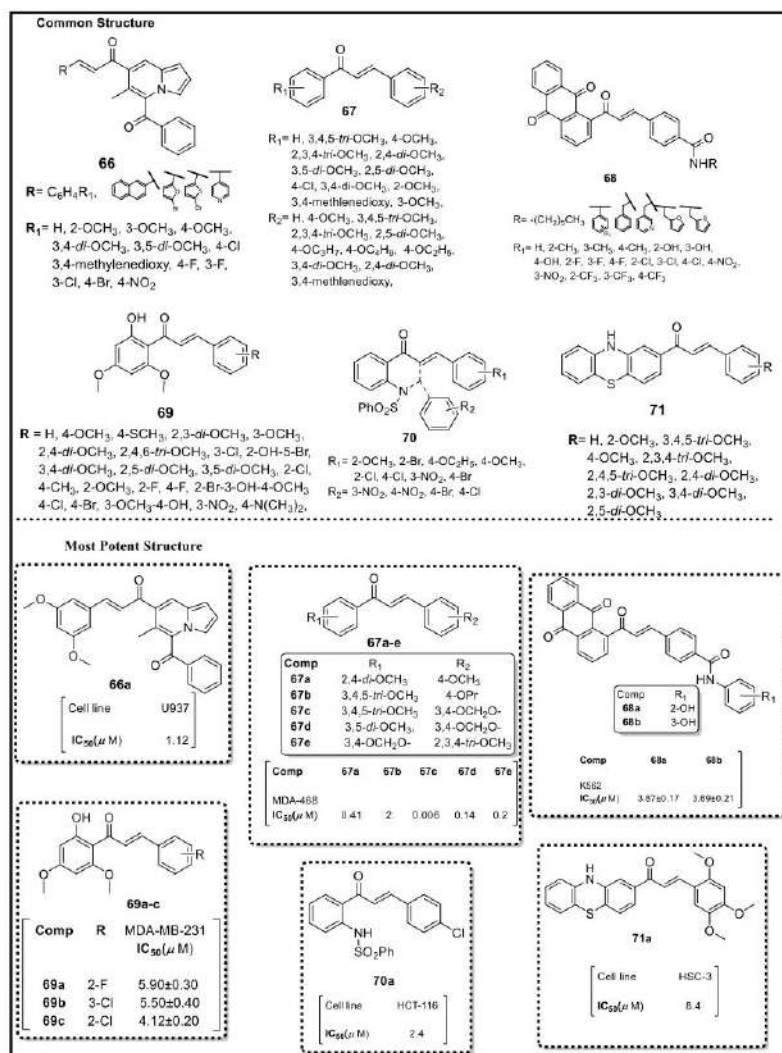 Common Structure
66
R= C6H4R1,
R1= H, 2-OCH3, 3-OCH3, 4-OCH3,
3,4-di-OCH3, 3,5-di-OCH3, 4-Cl
3,4-methylenedioxy, 4-F, 3-F,
3-Cl, 4-Br, 4-NO2
67
R1= H, 3,4,5-tri-OCH3, 4-OCH3,
2,3,4-tri-OCH3, 2,4-di-OCH3,
3,5-di-OCH3, 2,5-di-OCH3,
4-Cl, 3,4-di-OCH3, 2-OCH3,
3,4-methlenedioxy, 3-OCH3,
R2= H, 4-OCH3, 3,4,5-tri-OCH3,
2,3,4-tri-OCH3, 2,5-di-OCH3,
4-OC3H7, 4-OC4H9, 4-OC2H5,
3,4-di-OCH3, 2,4-di-OCH3,
3,4-methlenedioxy,
68
R= -(CH2)5CH3
R1= H, 2-CH3, 3-CH3, 4-CH3, 2-OH, 3-OH,
4-OH, 2-F, 3-F, 4-F, 2-Cl, 3-Cl, 4-Cl, 4-NO2,
3-NO2, 2-CF3, 3-CF3, 4-CF3
69
R = H, 4-OCH3, 4-SCH3, 2,3-di-OCH3, 3-OCH3,
2,4-di-OCH3, 2,4,6-tri-OCH3, 3-Cl, 2-OH-5-Br,
3,4-di-OCH3, 2,5-di-OCH3, 3,5-di-OCH3, 2-Cl,
4-CH3, 2-OCH3, 2-F, 4-F, 2-Br-3-OH-4-OCH3
4-Cl, 4-Br, 3-OCH3-4-OH, 3-NO2, 4-N(CH3)2,
70
R1= 2-OCH3, 2-Br, 4-OC2H5, 4-OCH3,
2-Cl, 4-Cl, 3-NO2, 4-Br
R2= 3-NO2, 4-NO2, 4-Br, 4-Cl
71
R= H, 2-OCH3, 3,4,5-tri-OCH3,
4-OCH3, 2,3,4-tri-OCH3,
2,4,5-tri-OCH3, 2,4-di-OCH3,
2,3-di-OCH3, 3,4-di-OCH3,
2,5-di-OCH3
Most Potent Structure
66a
Cell line U937
IC50(μ M) 1.12
67a-e
Comp R1 R2
67a 2,4-di-OCH3 4-OCH3
67b 3,4,5-tri-OCH3 4-OPr
67c 3,4,5-tri-OCH3 3,4-OCH2O-
67d 3,5-di-OCH3, 3,4-OCH2O-
67e 3,4-OCH2O- 2,3,4-tri-OCH3
Comp 67a 67b 67c 67d 67e
MDA-468
IC50(μ M) 0.41 2 0.006 0.14 0.2
Comp R1
68a 2-OH
68b 3-OH
Comp 68a 68b
K562
IC50(μ M) 3.87±0.17 3.89±0.21
69a-c
Comp R MDA-MB-231
IC50(μ M)
69a 2-F 5.90±0.30
69b 3-Cl 5.50±0.40
69c 2-Cl 4.12±0.20
70a
Cell line HCT-116
IC50(μ M) 2.4
71a
Cell line HSC-3
IC50(μ M) 8.4